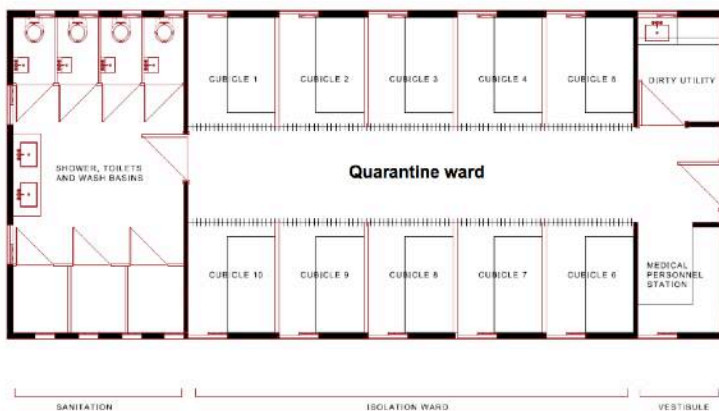 CUBICLE 1
CUBICLE 2
CUBICLE 3
CUBICLE 4
CUBICLE 5
DIRTY UTILITY
SHOWER, TOILETS
AND WASH BASINS
Quarantine ward
CUBICLE 10
CUBICLE 9
CUBICLE 8
CUBICLE 7
CUBICLE 6
MEDICAL
PERSONNEL
STATION
SANITATION
ISOLATION WARD
VESTIBULE